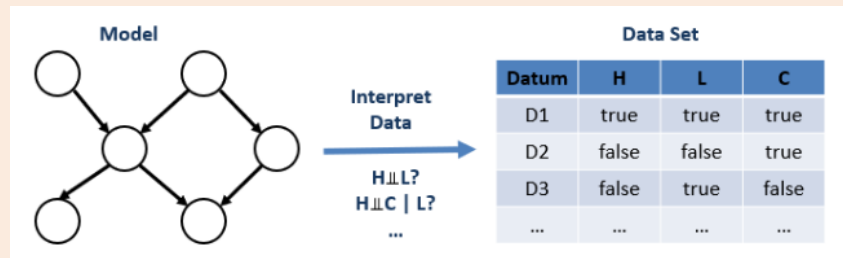 Model
Interpret
Data
H⫫L?
H⫫C | L?
...
Data Set
Datum H L C
D1 true true true
D2 false false true
D3 false true false
... ... ... ...